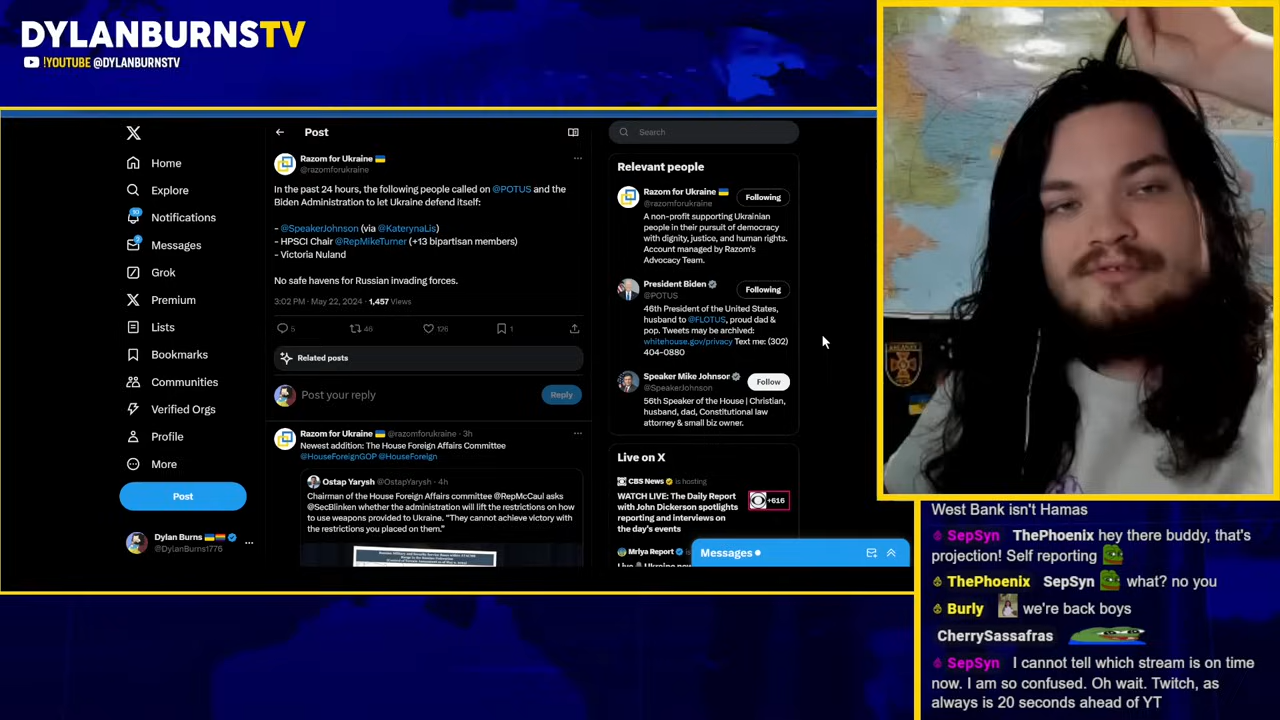 DYLANBURNSTV
!YOUTUBE @DYLANBURNSTV
Home
Explore
10
Notifications
Messages
Grok
Premium
Lists
Bookmarks
Communities
Verified Orgs
Profile
More
Post
Dylan Burns
@DylanBurns1776
Post
Razom for Ukraine
@razomforukraine
In the past 24 hours, the following people called on @POTUS and the
Biden Administration to let Ukraine defend itself:
- @SpeakerJohnson (via @KaterynaLis)
- HPSCI Chair @RepMikeTurner (+13 bipartisan members)
- Victoria Nuland
No safe havens for Russian invading forces.
3:02 PM · May 22, 2024 · 1,457 Views
5
46
126
1
Related posts
Post your reply
Reply
Razom for Ukraine @razomforukraine · 3h
Newest addition: The House Foreign Affairs Committee
@HouseForeignGOP @HouseForeign
Ostap Yarysh @OstapYarysh · 4h
Chairman of the House Foreign Affairs committee @RepMcCaul asks
@SecBlinken whether the administration will lift the restrictions on how
to use weapons provided to Ukraine. “They cannot achieve victory with
the restrictions you placed on them.”
Search
Relevant people
Razom for Ukraine
@razomforukraine
Following
A non-profit supporting Ukrainian
people in their pursuit of democracy
with dignity, justice, and human rights.
Account managed by Razom's
Advocacy Team.
President Biden
@POTUS
Following
46th President of the United States,
husband to @FLOTUS, proud dad &
pop. Tweets may be archived:
whitehouse.gov/privacy Text me: (302)
404-0880
Speaker Mike Johnson
@SpeakerJohnson
Follow
56th Speaker of the House | Christian,
husband, dad, Constitutional law
attorney & small biz owner.
Live on X
CBS News is hosting
WATCH LIVE: The Daily Report
with John Dickerson spotlights
reporting and interviews on
the day's events
+616
Mriya Report
Messages
West Bank isn't Hamas
SepSyn ThePhoenix hey there buddy, that's
projection! Self reporting
ThePhoenix SepSyn what? no you
Burly we're back boys
CherrySassafras
SepSyn I cannot tell which stream is on time
now. I am so confused. Oh wait. Twitch, as
always is 20 seconds ahead of YT